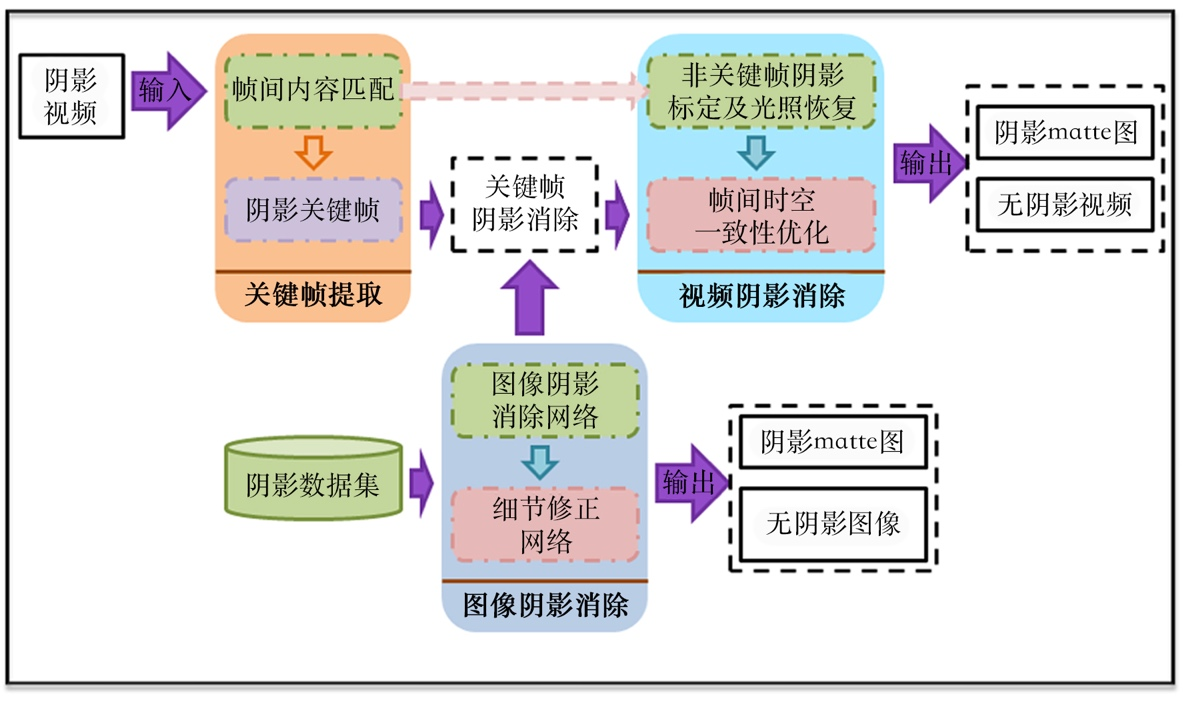 阴影
视频
输入
帧间内容匹配
阴影关键帧
关键帧提取
关键帧
阴影消除
非关键帧阴影
标定及光照恢复
帧间时空
一致性优化
视频阴影消除
输出
阴影matte图
无阴影视频
阴影数据集
图像阴影
消除网络
细节修正
网络
图像阴影消除
输出
阴影matte图
无阴影图像